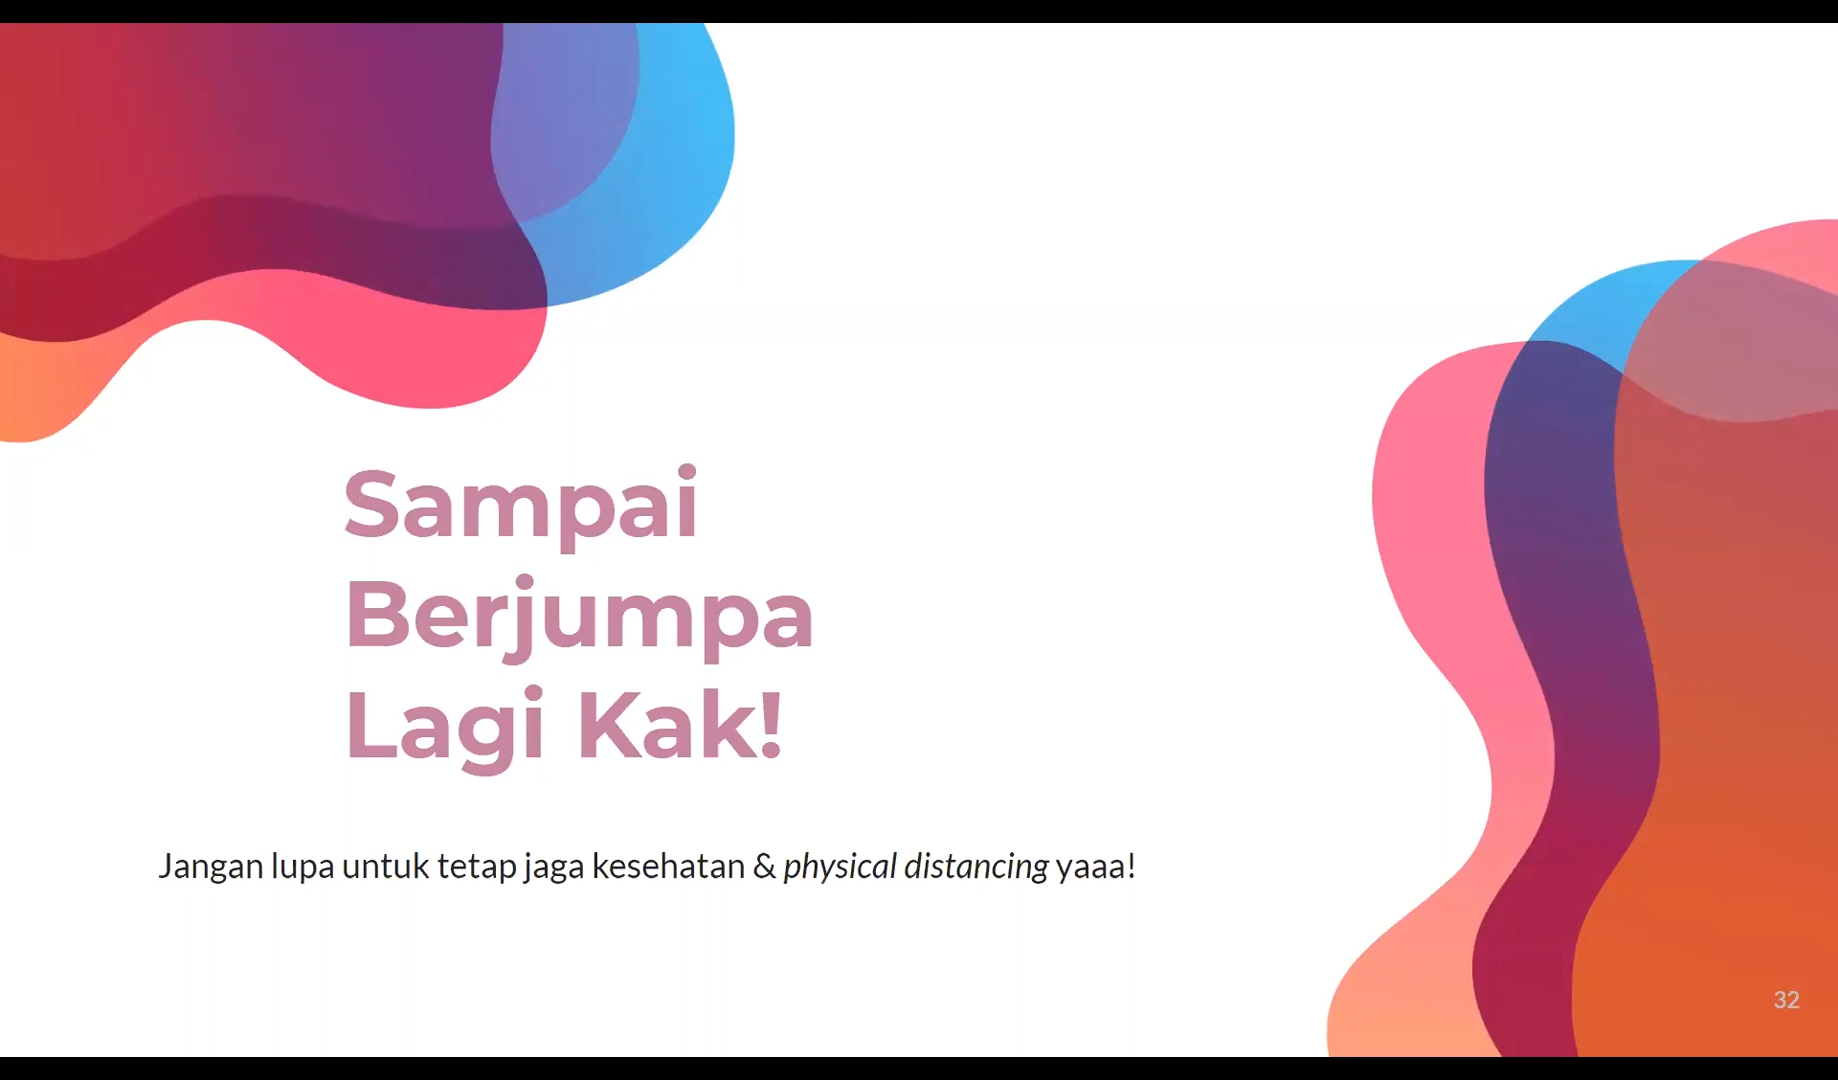 Sampai
Berjumpa
Lagi Kak!
Jangan lupa untuk tetap jaga kesehatan & physical distancing yaaa!
32